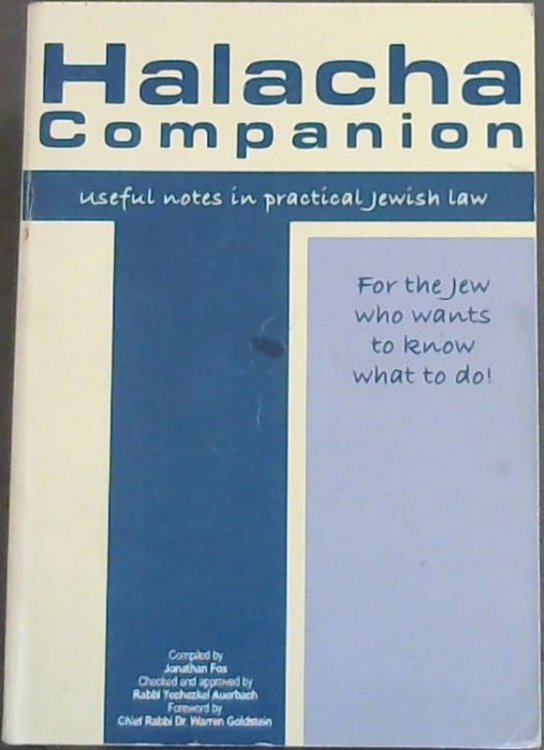 Halacha
Companion
useful notes in practical Jewish law
For the Jew
who wants
to know
what to do!
Compiled by
Jonathan Fox
Checked and approved by
Rabbi Yechezkel Auerbach
Foreword by
Chief Rabbi Dr. Warren Goldstein